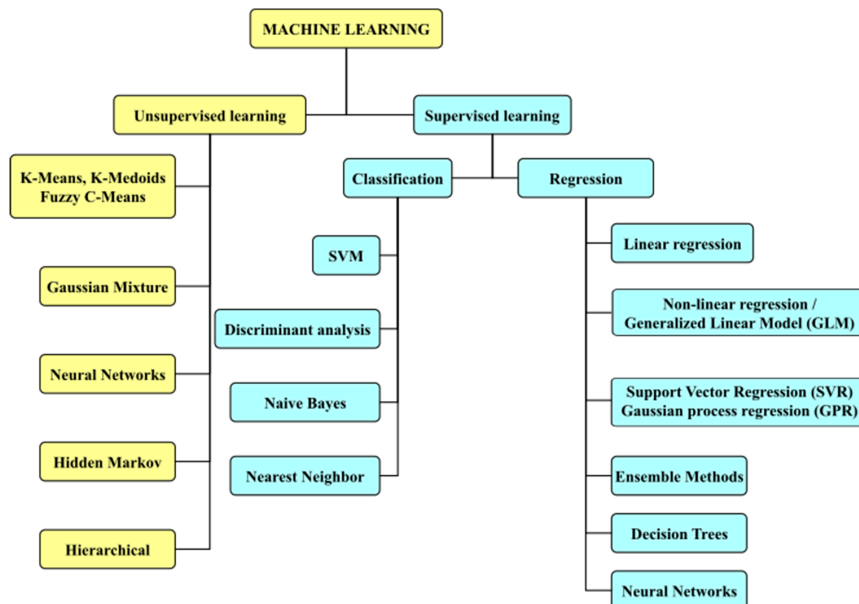 MACHINE LEARNING
Unsupervised learning
Supervised learning
K-Means, K-Medoids
Fuzzy C-Means
Gaussian Mixture
Neural Networks
Hidden Markov
Hierarchical
Classification
Regression
SVM
Discriminant analysis
Naive Bayes
Nearest Neighbor
Linear regression
Non-linear regression /
Generalized Linear Model (GLM)
Support Vector Regression (SVR)
Gaussian process regression (GPR)
Ensemble Methods
Decision Trees
Neural Networks